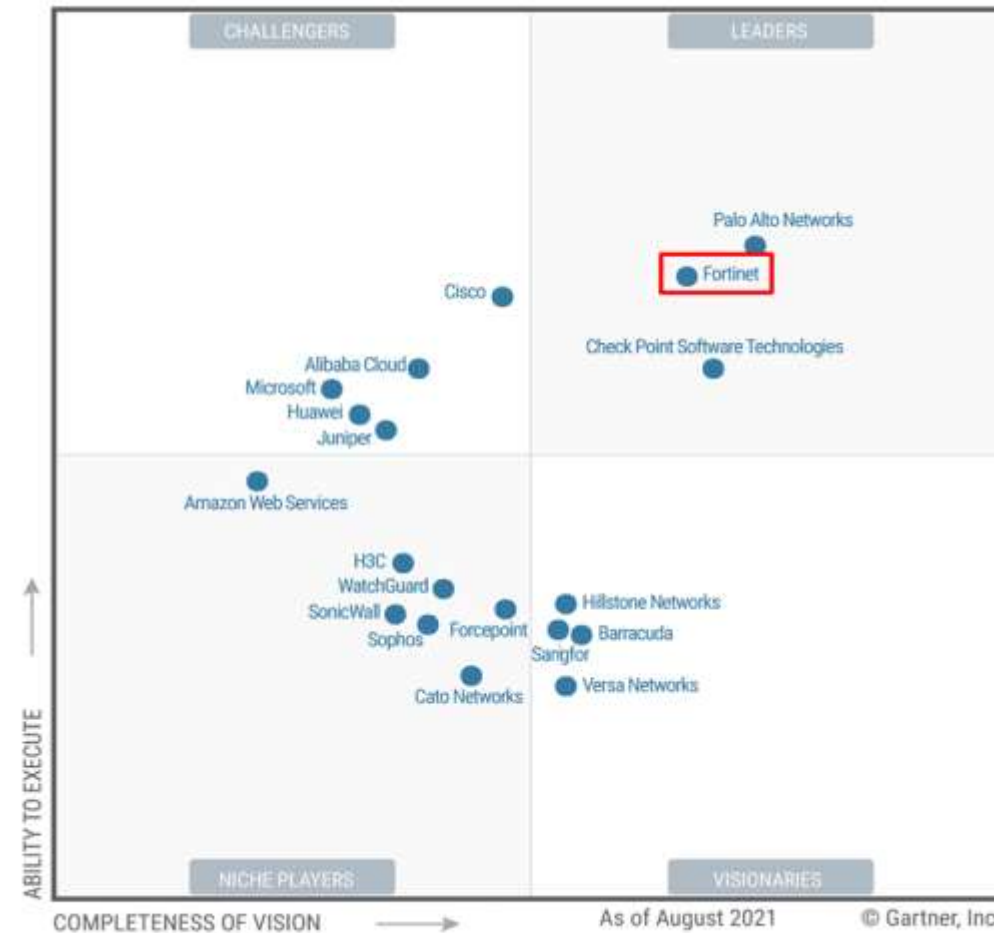 CHALLENGERS
LEADERS
Palo Alto Networks
Fortinet
Cisco
Check Point Software Technologies
Alibaba Cloud
Microsoft
Huawei
Juniper
Amazon Web Services
H3C
WatchGuard
SonicWall
Sophos
Forcepoint
Hillstone Networks
Barracuda
Sangfor
Cato Networks
Versa Networks
ABILITY TO EXECUTE
NICHE PLAYERS
VISIONARIES
COMPLETENESS OF VISION
As of August 2021
© Gartner, Inc